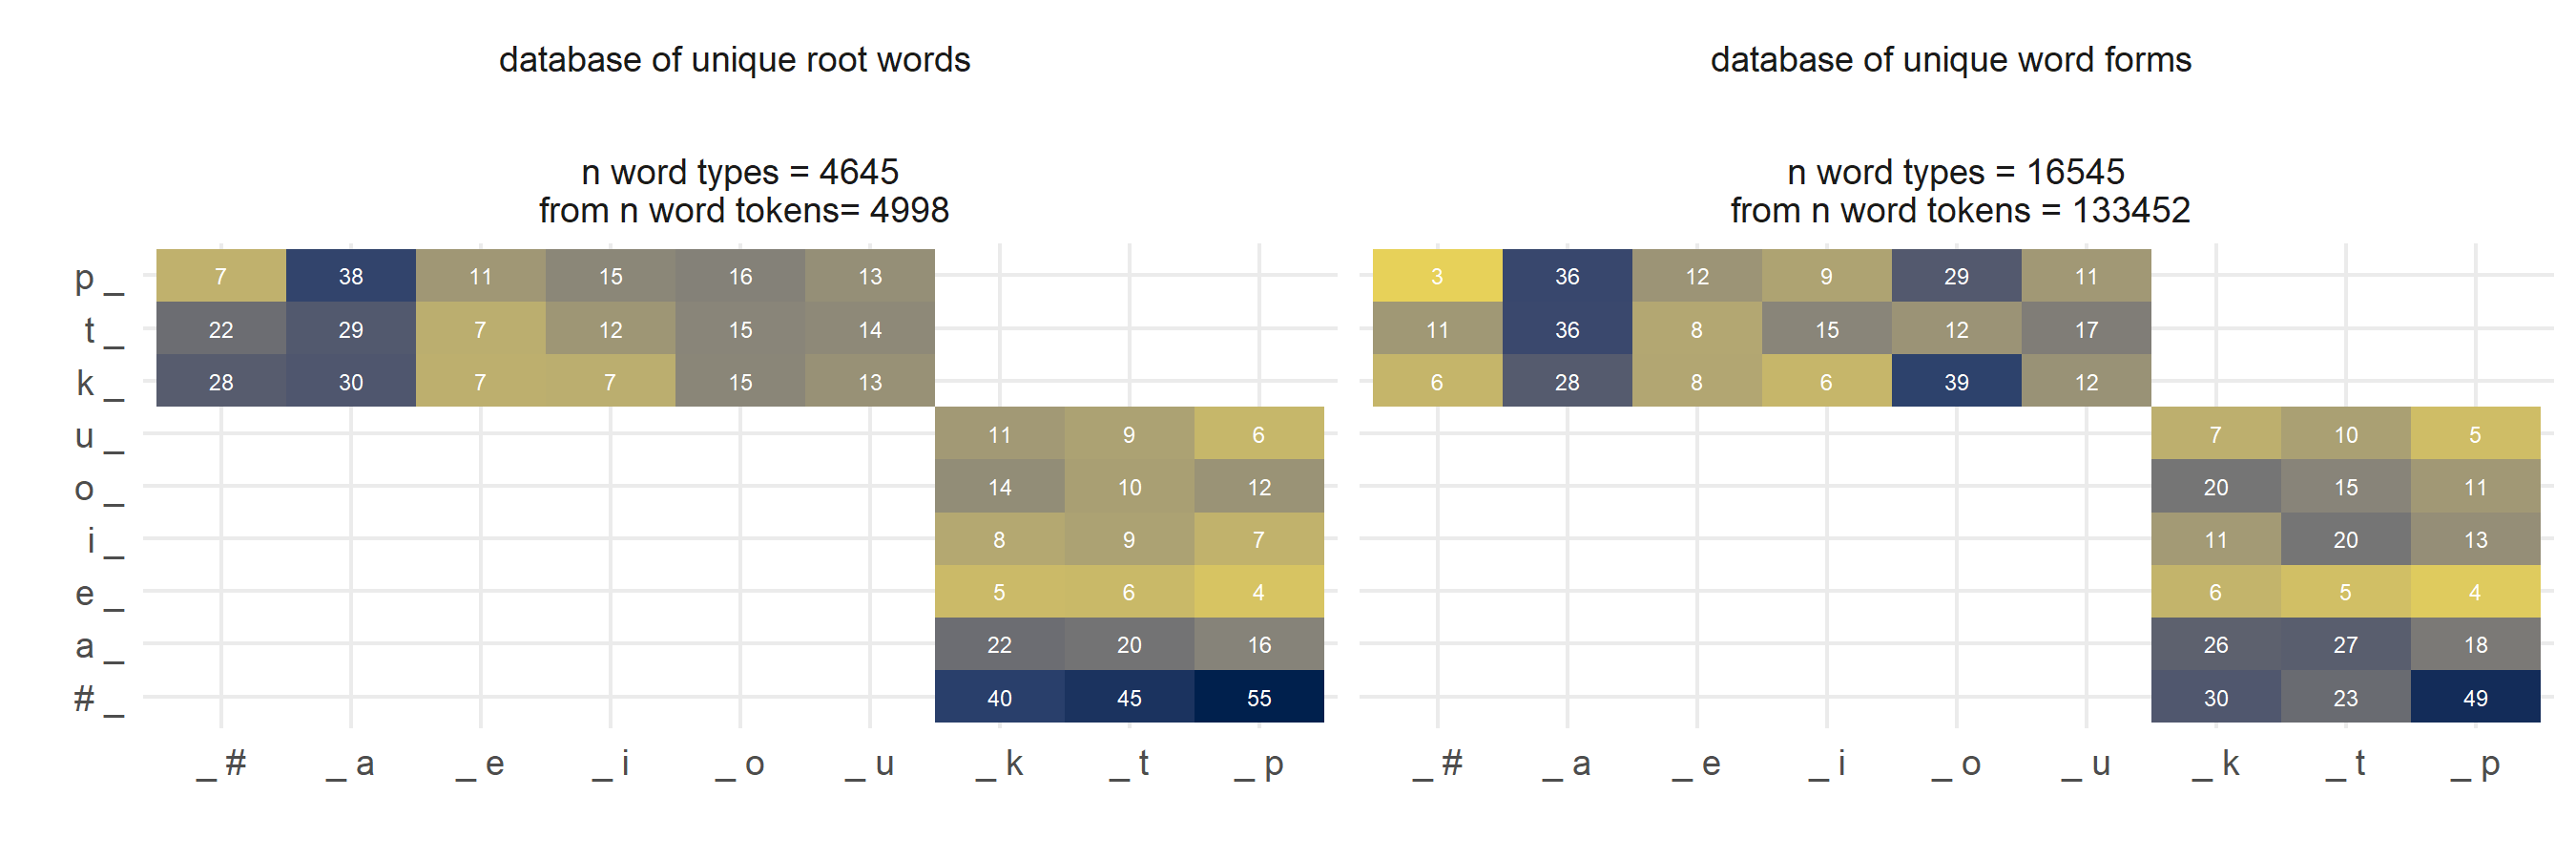 database of unique root words
n word types = 4645
from n word tokens= 4998
p _ 7 38 11 15 16 13
t _ 22 29 7 12 15 14
k _ 28 30 7 7 15 13
u _ 11 9 6
o _ 14 10 12
i _ 8 9 7
e _ 5 6 4
a _ 22 20 16
# _ 40 45 55
_ # _ a _ e _ i _ o _ u _ k _ t _ p
database of unique word forms
n word types = 16545
from n word tokens = 133452
3 36 12 9 29 11
11 36 8 15 12 17
6 28 8 6 39 12
7 10 5
20 15 11
11 20 13
6 5 4
26 27 18
30 23 49
_ # _ a _ e _ i _ o _ u _ k _ t _ p